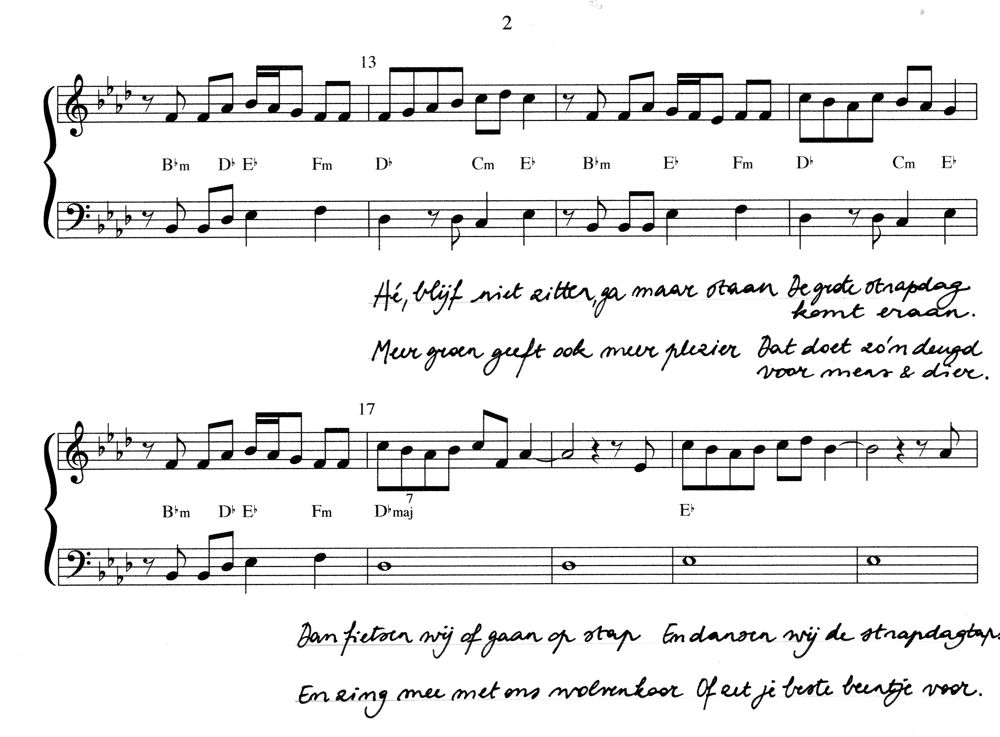 2
13
B♭m D♭ E♭ Fm D♭ Cm E♭ B♭m E♭ Fm D♭ Cm E♭
Hé, blijf niet zitten, ga maar staan De grote strapdag
komt eraan.
Meer groen geeft ook meer plezier Dat doet zo'n deugd
voor mens & dier.
17
B♭m D♭ E♭ Fm D♭maj7 E♭
Dan fietsen wij of gaan op stap En dansen wij de strapdagtap.
En zing mee met ons wolvenkoor Of zet je beste beentje voor.